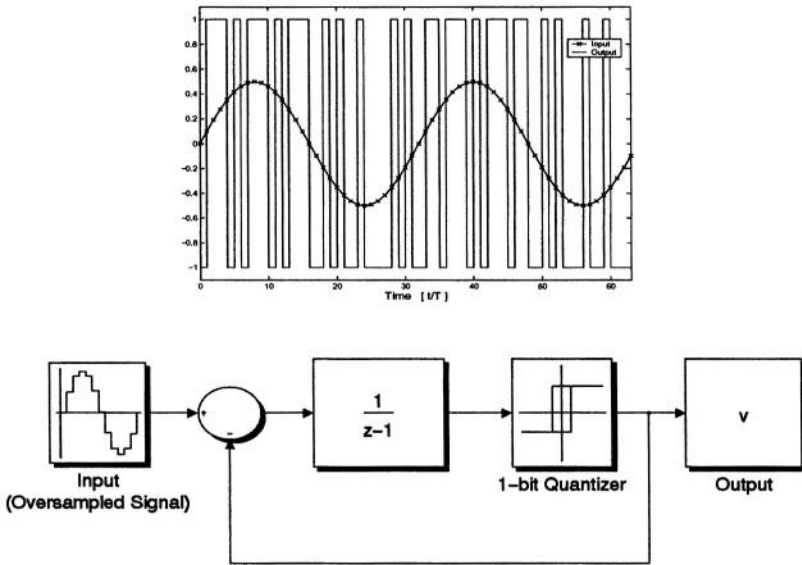 1
0.8
0.6
0.4
0.2
0
−0.2
−0.4
−0.6
−0.8
−1
Input
Output
0
10
20
30
40
50
60
Time [ t/T ]
+
−
1
z−1
v
Input
(Oversampled Signal)
1−bit Quantizer
Output